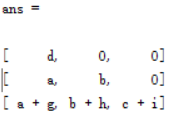 ans =
[ d, 0, 0]
[ a, b, 0]
[ a + g, b + h, c + i]